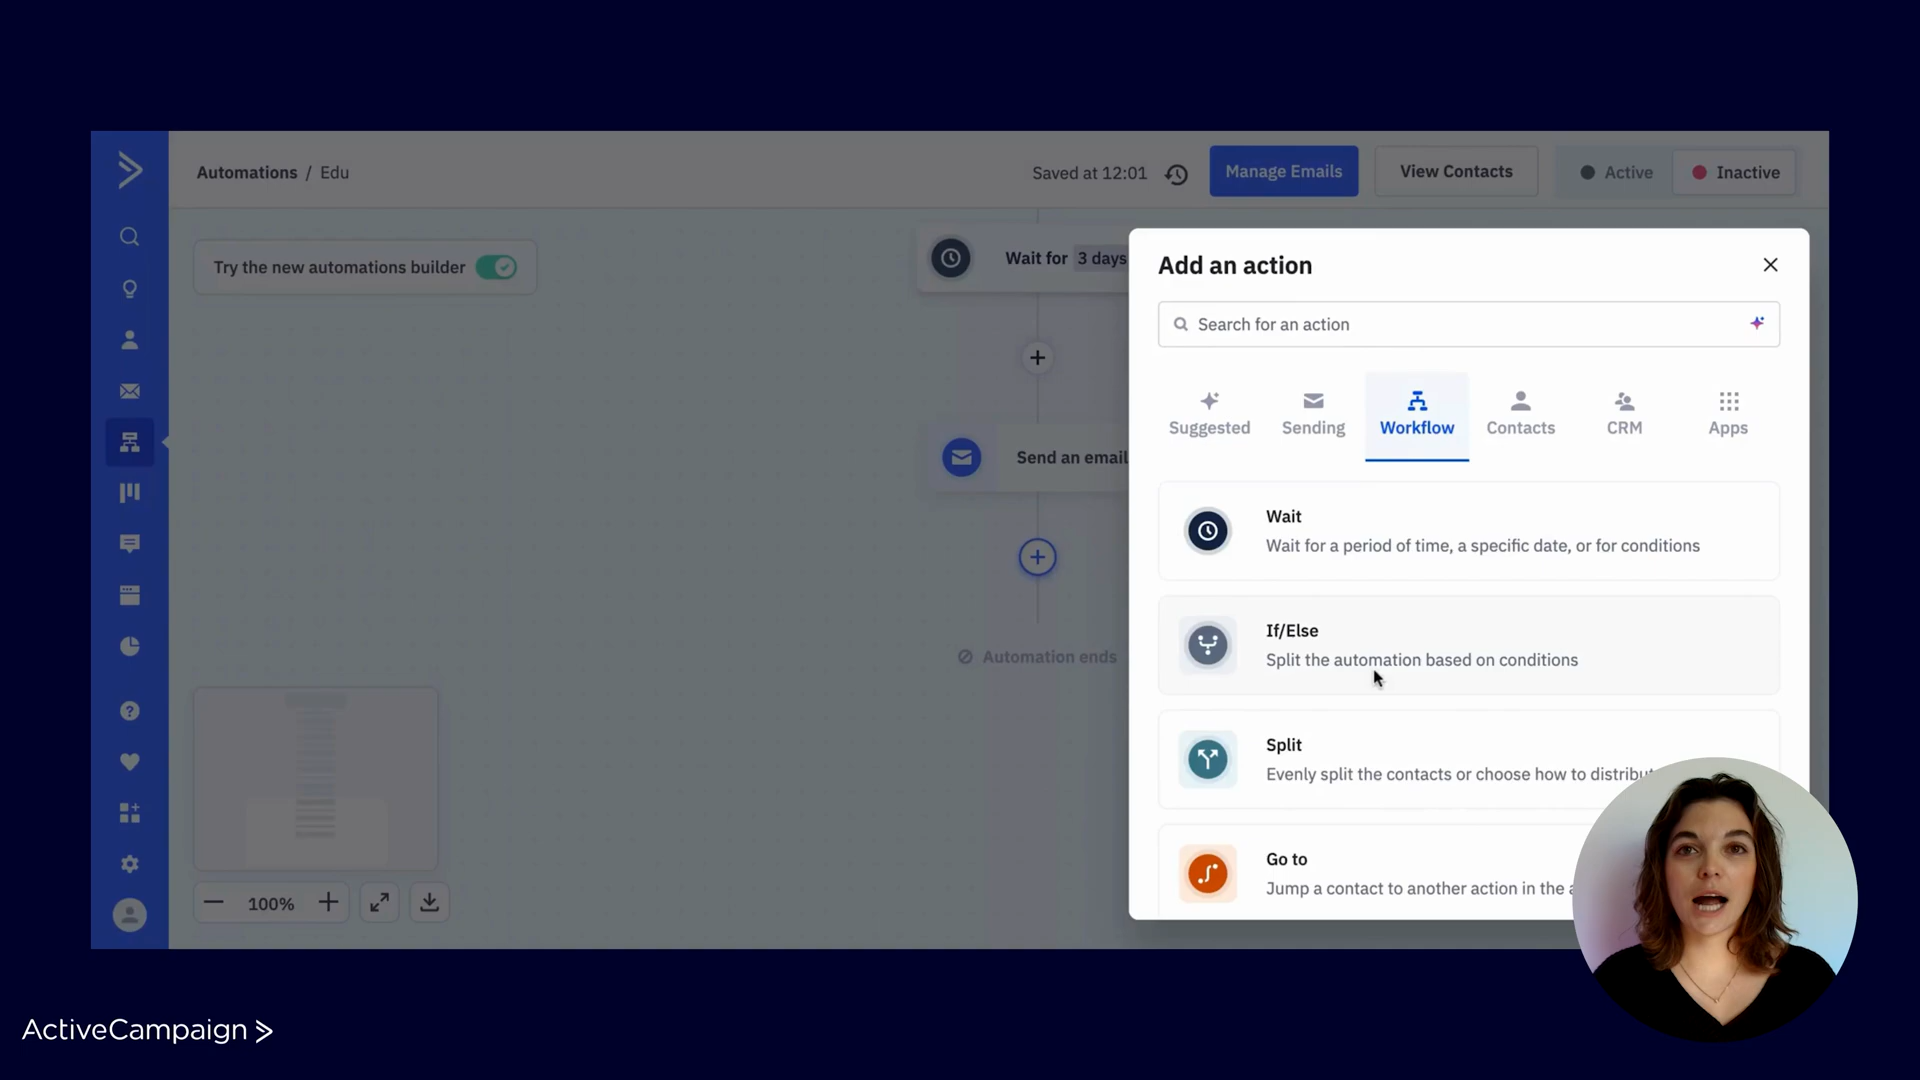 Automations / Edu
Saved at 12:01
Manage Emails
View Contacts
Active
Inactive
Try the new automations builder
Wait for 3 days
Send an email
Automation ends
100%
Add an action
Search for an action
Suggested
Sending
Workflow
Contacts
CRM
Apps
Wait
Wait for a period of time, a specific date, or for conditions
If/Else
Split the automation based on conditions
Split
Evenly split the contacts or choose how to distribut
Go to
Jump a contact to another action in the a
ActiveCampaign